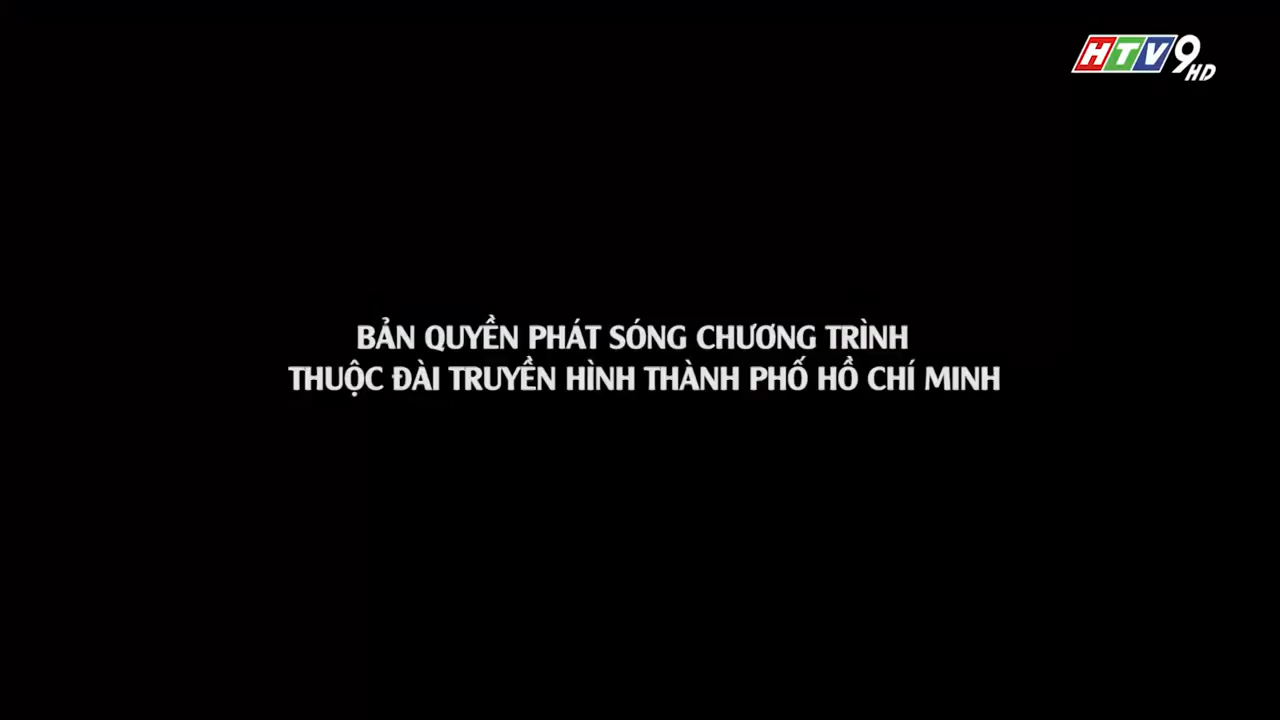 HTV9 HD
BẢN QUYỀN PHÁT SÓNG CHƯƠNG TRÌNH
THUỘC ĐÀI TRUYỀN HÌNH THÀNH PHỐ HỒ CHÍ MINH